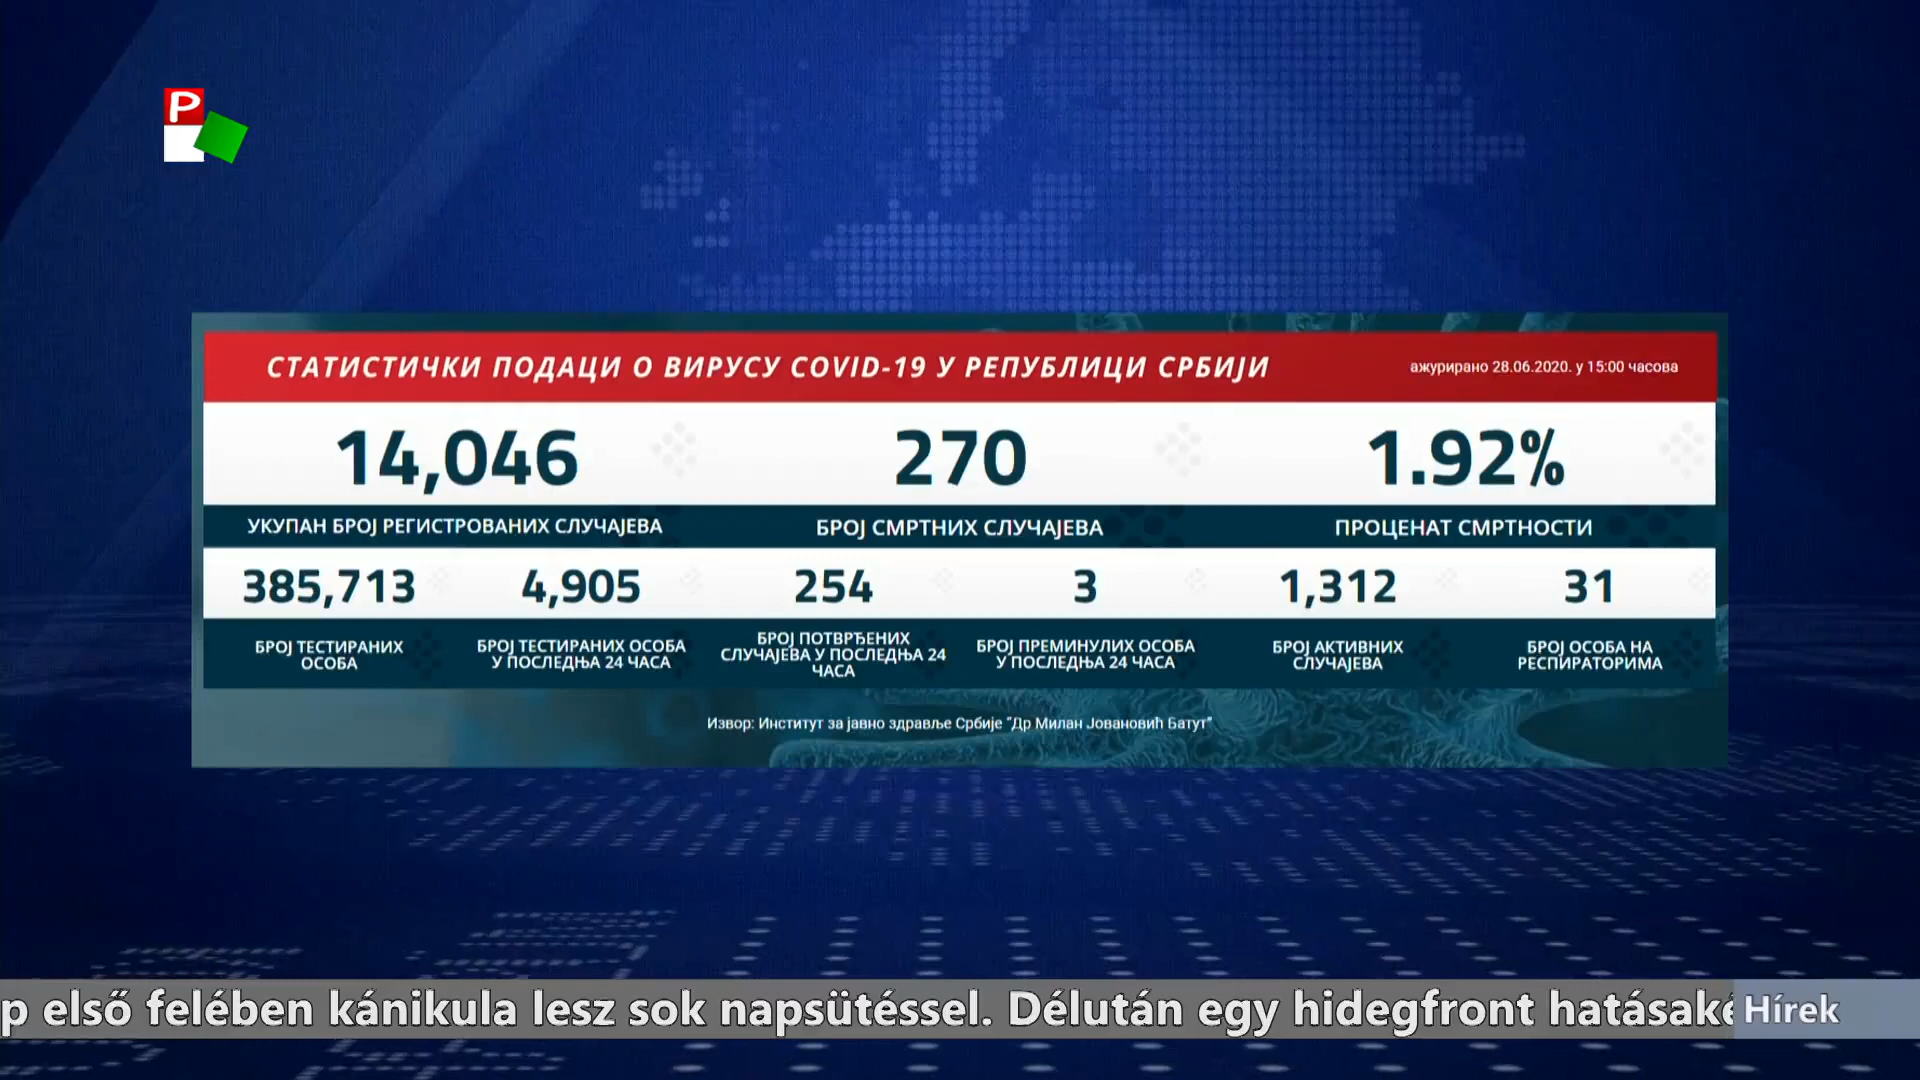 P
СТАТИСТИЧКИ ПОДАЦИ О ВИРУСУ COVID-19 У РЕПУБЛИЦИ СРБИЈИ
ажурирано 28.06.2020. у 15:00 часова
14,046
270
1.92%
УКУПАН БРОЈ РЕГИСТРОВАНИХ СЛУЧАЈЕВА
БРОЈ СМРТНИХ СЛУЧАЈЕВА
ПРОЦЕНАТ СМРТНОСТИ
385,713
4,905
254
3
1,312
31
БРОЈ ТЕСТИРАНИХ
ОСОБА
БРОЈ ТЕСТИРАНИХ ОСОБА
У ПОСЛЕДЊА 24 ЧАСА
БРОЈ ПОТВРЂЕНИХ
СЛУЧАЈЕВА У ПОСЛЕДЊА 24
ЧАСА
БРОЈ ПРЕМИНУЛИХ ОСОБА
У ПОСЛЕДЊА 24 ЧАСА
БРОЈ АКТИВНИХ
СЛУЧАЈЕВА
БРОЈ ОСОБА НА
РЕСПИРАТОРИМА
Извор: Институт за јавно здравље Србије "Др Милан Јовановић Батут"
p első felében kánikula lesz sok napsütéssel. Délután egy hidegfront hatásaké
Hírek